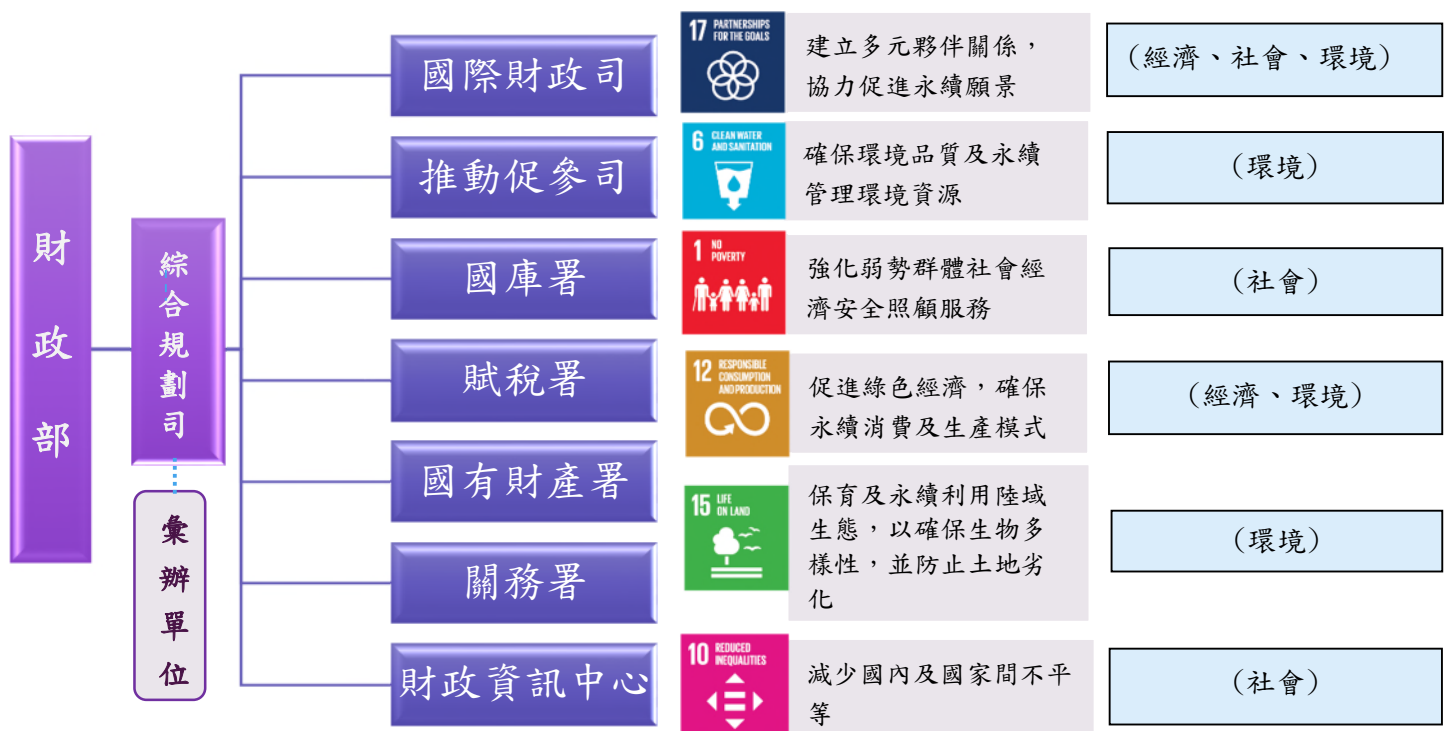 財政部
綜合規劃司
彙辦單位
國際財政司
推動促參司
國庫署
賦稅署
國有財產署
關務署
財政資訊中心
17 PARTNERSHIPS
FOR THE GOALS
建立多元夥伴關係，
協力促進永續願景
（經濟、社會、環境）
6 CLEAN WATER
AND SANITATION
確保環境品質及永續
管理環境資源
（環境）
1 NO
POVERTY
強化弱勢群體社會經
濟安全照顧服務
（社會）
12 RESPONSIBLE
CONSUMPTION
AND PRODUCTION
促進綠色經濟，確保
永續消費及生產模式
（經濟、環境）
15 LIFE
ON LAND
保育及永續利用陸域
生態，以確保生物多
樣性，並防止土地劣
化
（環境）
10 REDUCED
INEQUALITIES
減少國內及國家間不平
等
（社會）